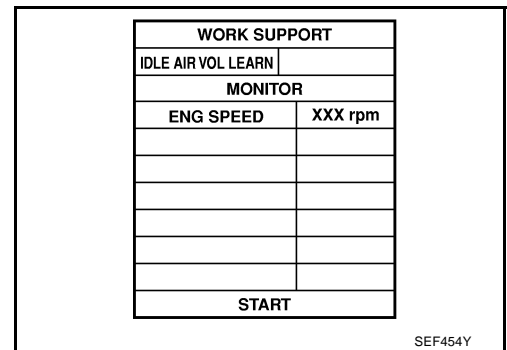 WORK SUPPORT
IDLE AIR VOL LEARN
MONITOR
ENG SPEED XXX rpm
START
SEF454Y